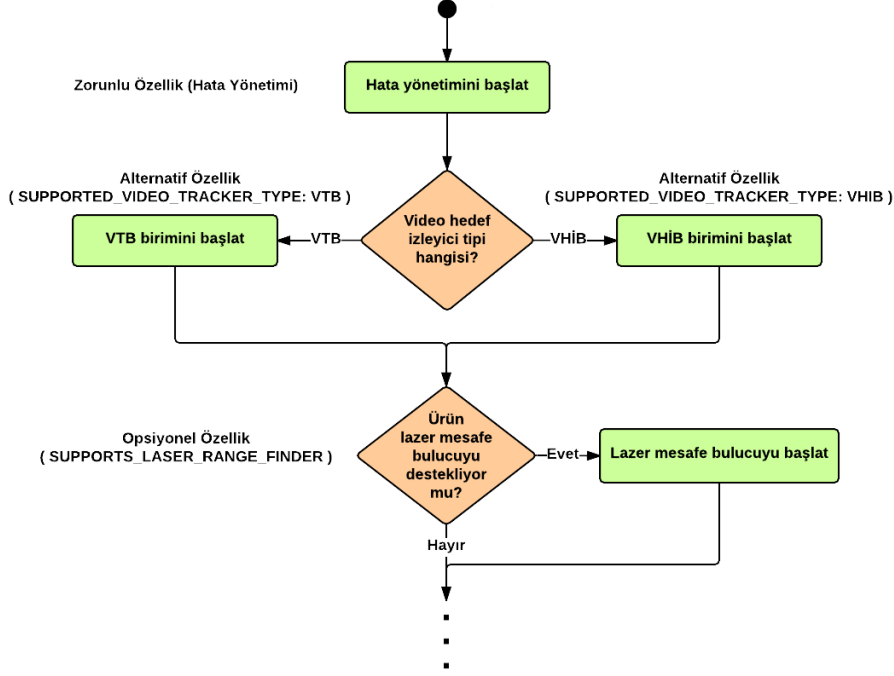 Zorunlu Özellik (Hata Yönetimi)
Hata yönetimini başlat
Alternatif Özellik
( SUPPORTED_VIDEO_TRACKER_TYPE: VTB )
Alternatif Özellik
( SUPPORTED_VIDEO_TRACKER_TYPE: VHIB )
VTB birimini başlat
VTB
Video hedef
izleyici tipi
hangisi?
VHİB
VHİB birimini başlat
Opsiyonel Özellik
( SUPPORTS_LASER_RANGE_FINDER )
Ürün
lazer mesafe
bulucuyu
destekliyor
mu?
Evet
Lazer mesafe bulucuyu başlat
Hayır